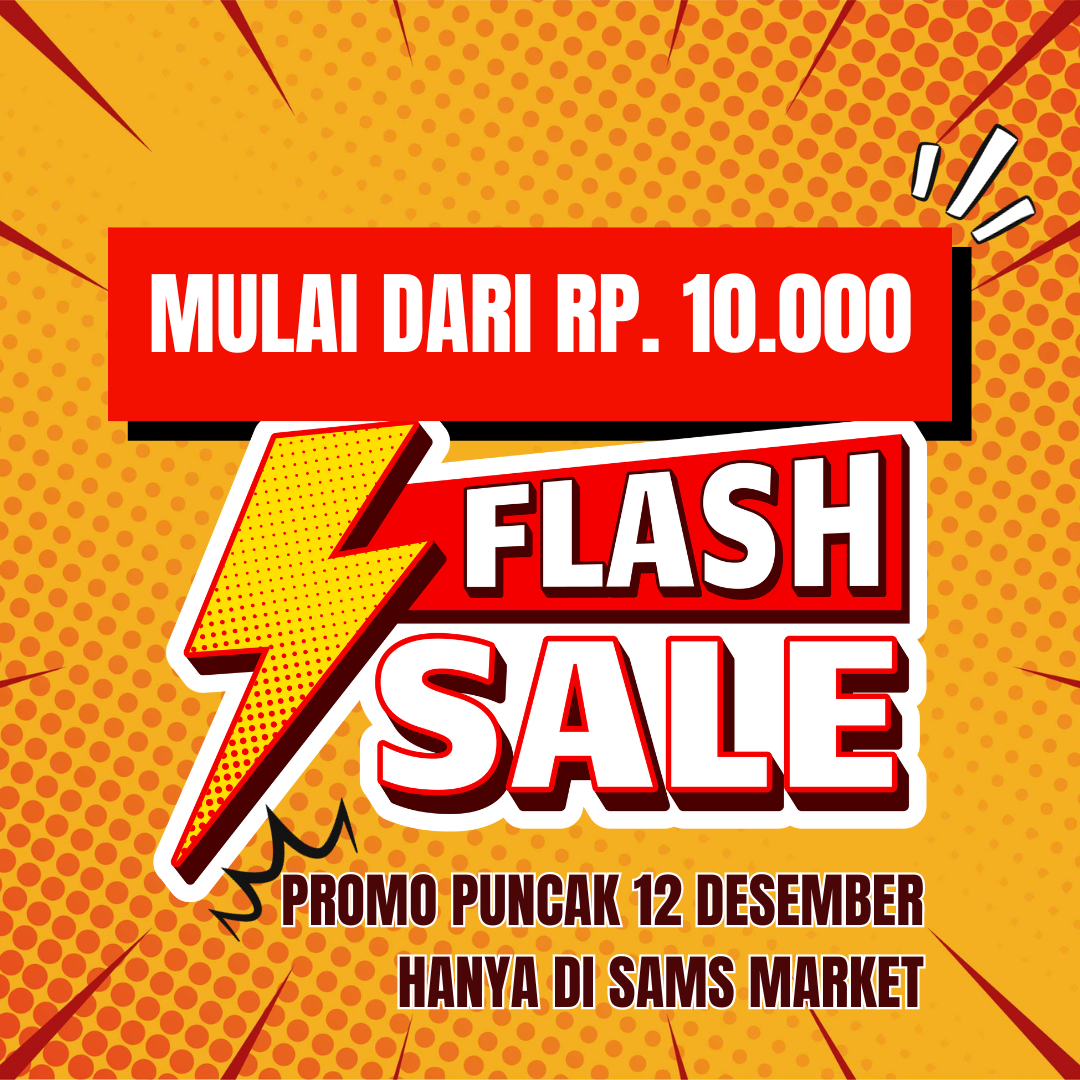 MULAI DARI RP. 10.000
FLASH
SALE
PROMO PUNCAK 12 DESEMBER
HANYA DI SAMS MARKET